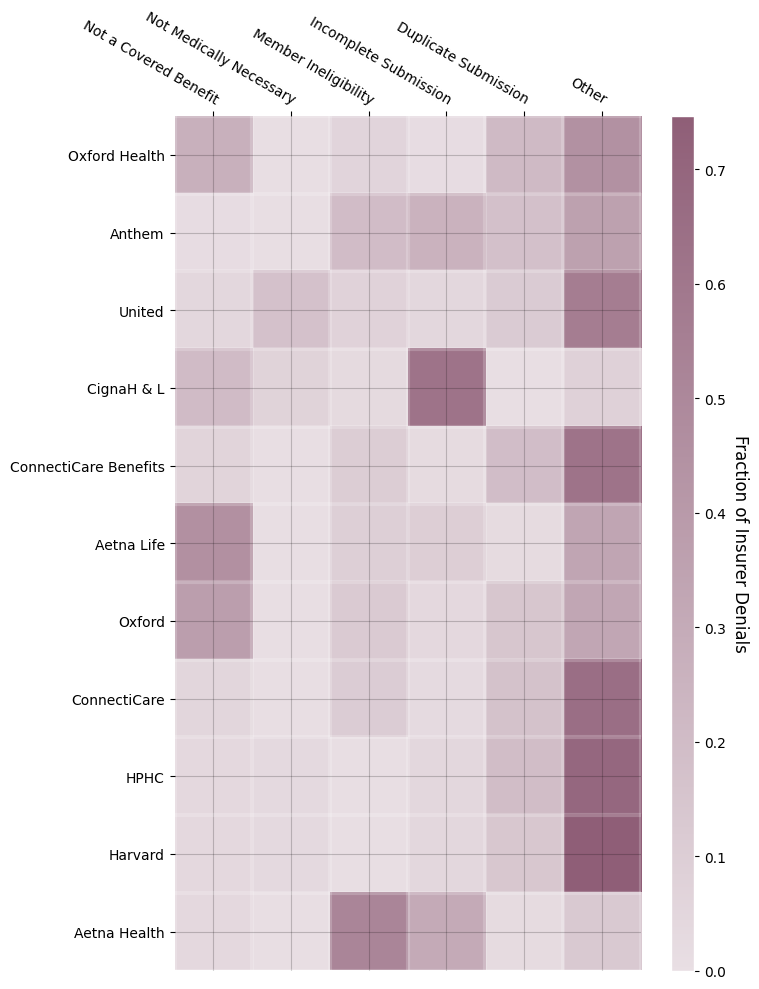 Not a Covered Benefit
Not Medically Necessary
Member Ineligibility
Incomplete Submission
Duplicate Submission
Other
Oxford Health
Anthem
United
CignaH & L
ConnectiCare Benefits
Aetna Life
Oxford
ConnectiCare
HPHC
Harvard
Aetna Health
0.7
0.6
0.5
0.4
0.3
0.2
0.1
0.0
Fraction of Insurer Denials